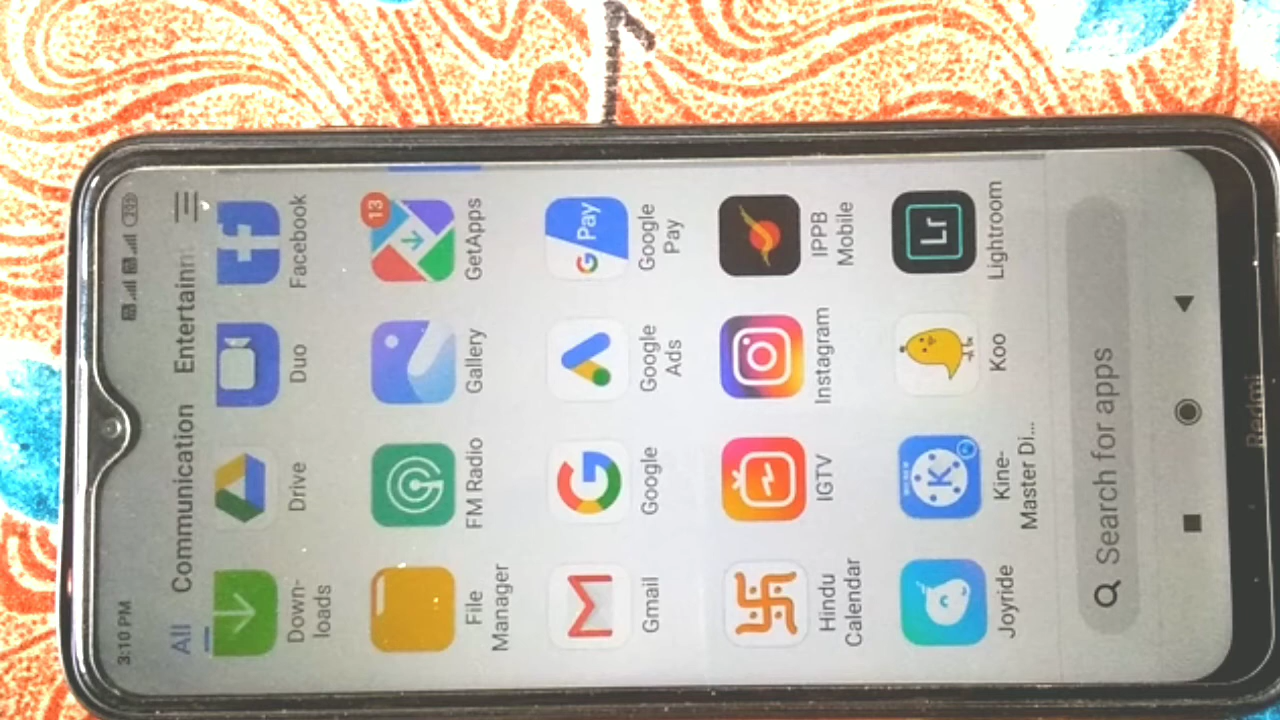 3:10 PM
All Communication Entertainm
Down-
loads
Drive
Duo
Facebook
File
Manager
FM Radio
Gallery
13
GetApps
Gmail
Google
Google
Ads
G Pay
Google
Pay
Hindu
Calendar
IGTV
Instagram
IPPB
Mobile
Joyride
K
Kine-
Master Di...
Koo
Lr
Lightroom
Search for apps
Redmi